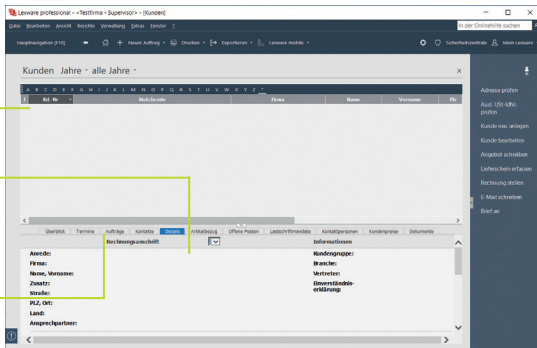 Lexware professional - «Testfirma - Supervisor» - [Kunden]
Datei Bearbeiten Ansicht Berichte Verwaltung Extras Fenster ?
In der Onlinehilfe suchen
Hauptnavigation [F10] Neuer Auftrag Drucken Exportieren Lexware mobile Sicherheitszentrale Mein Lexware
Kunden Jahre alle Jahre
A B C D E F G H I J K L M N O P Q R S T U V W X Y Z
Kd. Nr Matchcode Firma Name Vorname Plz
Adresse prüfen
Ausl. USt-IdNr. prüfen
Kunde neu anlegen
Kunde bearbeiten
Angebot schreiben
Lieferschein erfassen
Rechnung stellen
E-Mail schreiben
Brief an
Überblick Termine Aufträge Kontakte Details Artikelbezug Offene Posten Lastschriftmandate Kontaktpersonen Kundenpreise Dokumente
Rechnungsanschrift Informationen
Anrede: Kundengruppe:
Firma: Branche:
Name, Vorname: Vertreter:
Zusatz: Einverständnis-
Straße: erklärung:
PLZ, Ort:
Land:
Ansprechpartner: